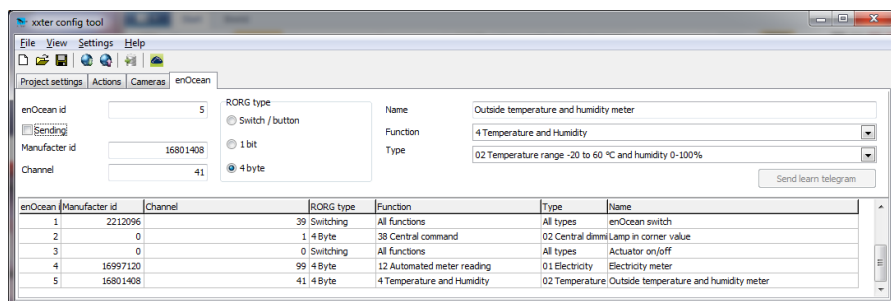 xxter config tool
File View Settings Help
Project settings Actions Cameras enOcean
enOcean id 5 RORG type Name Outside temperature and humidity meter
Sending Switch / button Function 4 Temperature and Humidity
Manufacter id 16801408 1 bit Type 02 Temperature range -20 to 60 °C and humidity 0-100%
Channel 41 4 byte Send learn telegram
enOcean i Manufacter id Channel RORG type Function Type Name
1 2212096 39 Switching All functions All types enOcean switch
2 0 1 4 Byte 38 Central command 02 Central dimmi Lamp in corner value
3 0 0 Switching All functions All types Actuator on/off
4 16997120 99 4 Byte 12 Automated meter reading 01 Electricity Electricity meter
5 16801408 41 4 Byte 4 Temperature and Humidity 02 Temperature Outside temperature and humidity meter